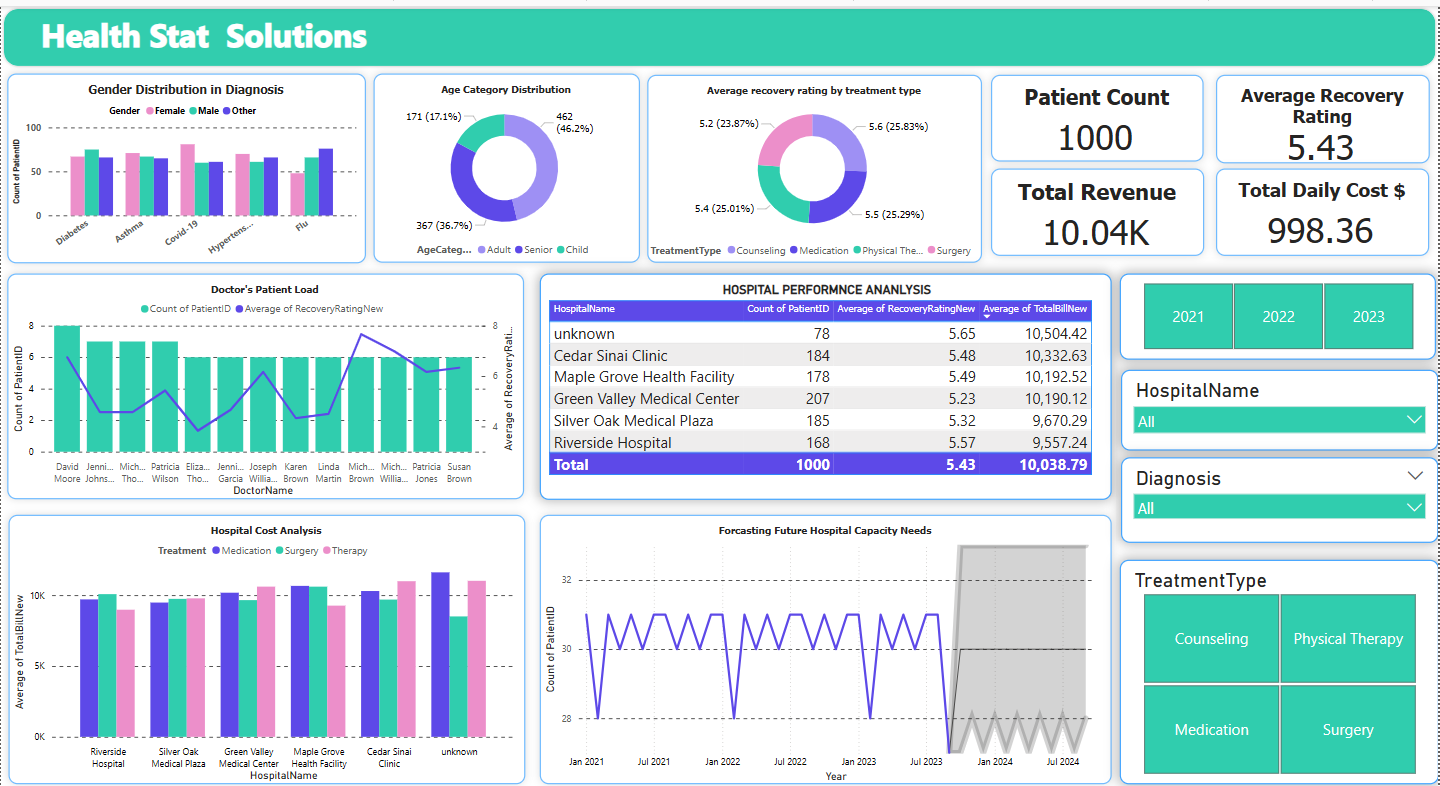 Health Stat  Solutions
Gender Distribution in Diagnosis
Gender Female Male Other
Count of PatientID
100
50
0
Diabetes
Asthma
Covid-19
Hypertens...
Flu
Age Category Distribution
171 (17.1%)
462
(46.2%)
367 (36.7%)
AgeCateg... Adult Senior Child
Average recovery rating by treatment type
5.2 (23.87%)
5.6 (25.83%)
5.4 (25.01%)
5.5 (25.29%)
TreatmentType Counseling Medication Physical The... Surgery
Patient Count
1000
Average Recovery
Rating
5.43
Total Revenue
10.04K
Total Daily Cost $
998.36
Doctor's Patient Load
Count of PatientID Average of RecoveryRatingNew
Count of PatientID
8
6
4
2
0
8
6
4
Average of RecoveryRati...
David Jenni... Mich... Patricia Eliza... Jenni... Joseph Karen Linda Mich... Mich... Patricia Susan
Moore Johns... Tho... Wilson Tho... Garcia Willia... Brown Martin Brown Willia... Jones Brown
DoctorName
HOSPITAL PERFORMNCE ANANLYSIS
HospitalName Count of PatientID Average of RecoveryRatingNew Average of TotalBillNew
unknown 78 5.65 10,504.42
Cedar Sinai Clinic 184 5.48 10,332.63
Maple Grove Health Facility 178 5.49 10,192.52
Green Valley Medical Center 207 5.23 10,190.12
Silver Oak Medical Plaza 185 5.32 9,670.29
Riverside Hospital 168 5.57 9,557.24
Total 1000 5.43 10,038.79
2021 2022 2023
HospitalName
All
Diagnosis
All
Hospital Cost Analysis
Treatment Medication Surgery Therapy
Average of TotalBillNew
10K
5K
0K
Riverside Silver Oak Green Valley Maple Grove Cedar Sinai unknown
Hospital Medical Plaza Medical Center Health Facility Clinic
HospitalName
Forcasting Future Hospital Capacity Needs
Count of PatientID
32
30
28
Jan 2021 Jul 2021 Jan 2022 Jul 2022 Jan 2023 Jul 2023 Jan 2024 Jul 2024
Year
TreatmentType
Counseling Physical Therapy
Medication Surgery